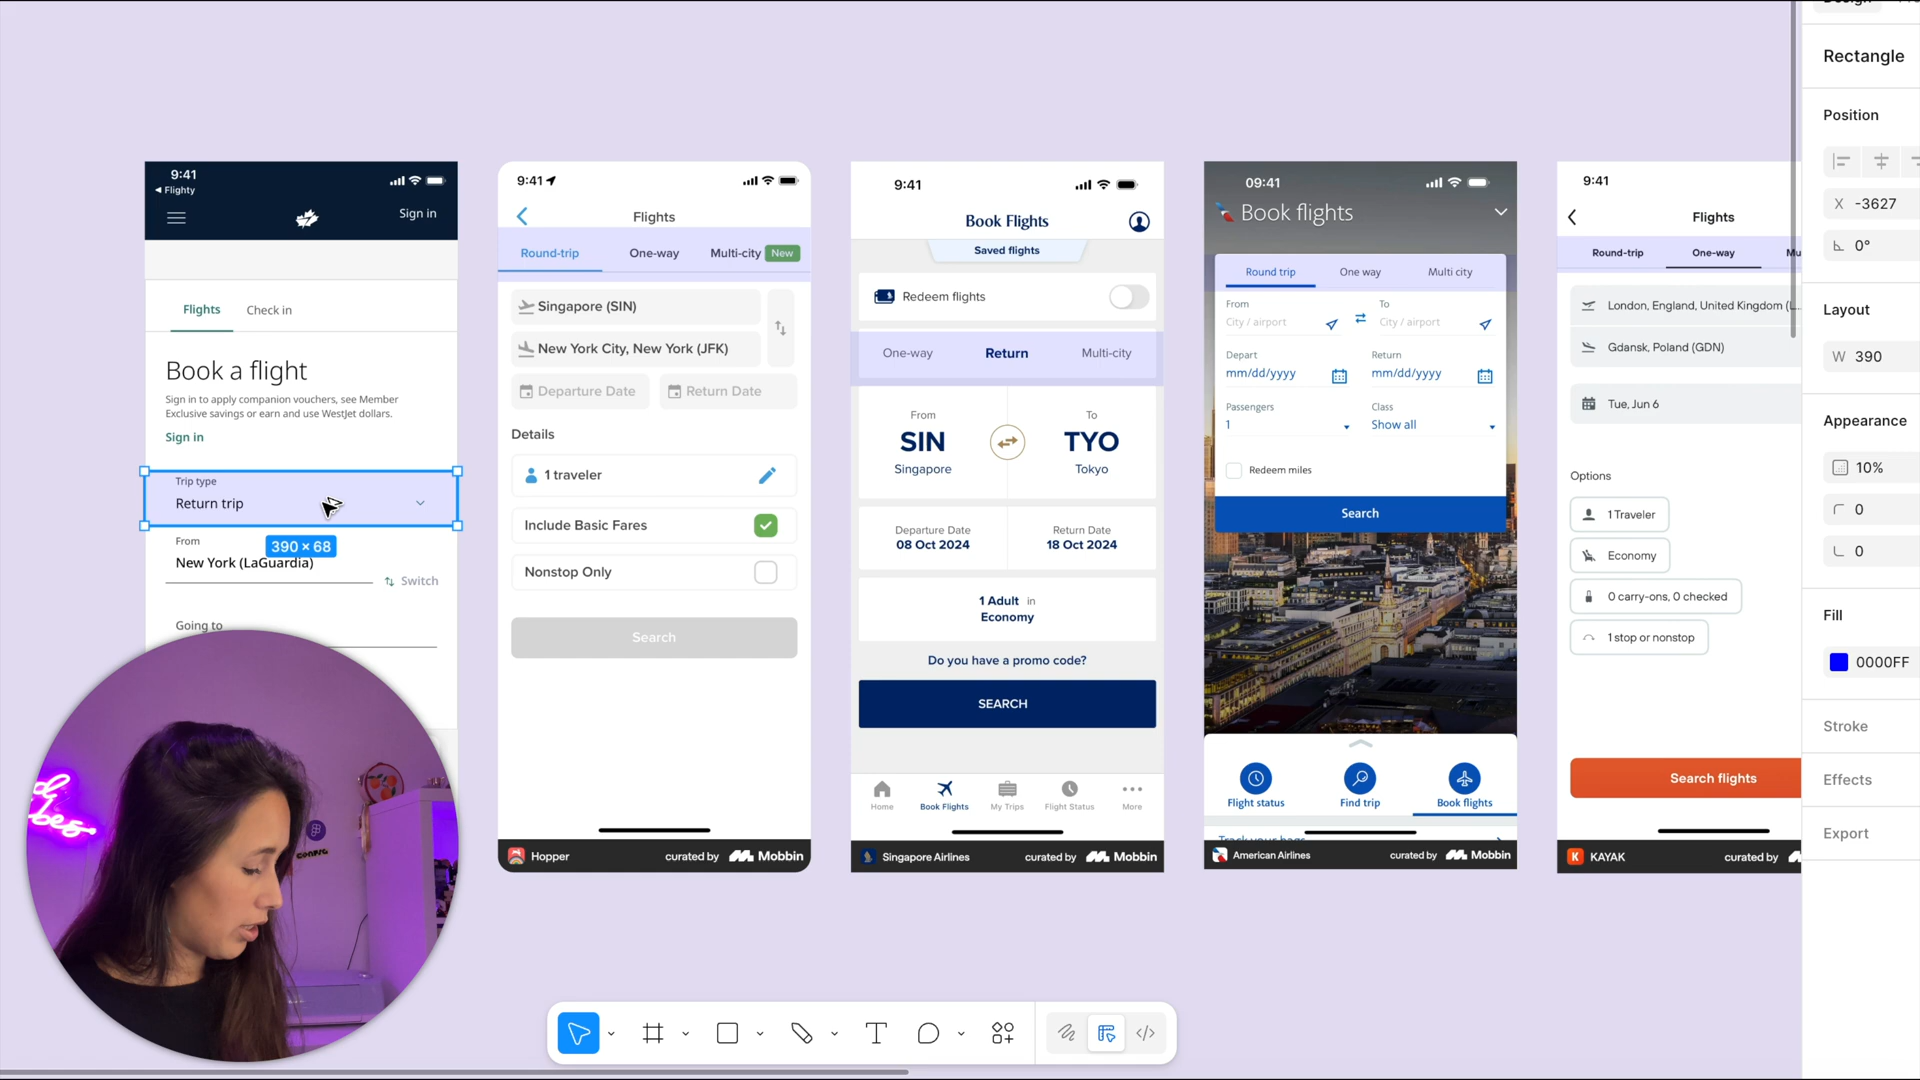 9:41
◀ Flighty
Sign in
Flights
Check in
Book a flight
Sign in to apply companion vouchers, see Member
Exclusive savings or earn and use WestJet dollars.
Sign in
Trip type
Return trip
From
390 × 68
New York (LaGuardia)
Switch
Going to
9:41
Flights
Round-trip
One-way
Multi-city
New
Singapore (SIN)
New York City, New York (JFK)
Departure Date
Return Date
Details
1 traveler
Include Basic Fares
Nonstop Only
Search
Hopper
curated by
Mobbin
9:41
Book Flights
Saved flights
Redeem flights
One-way
Return
Multi-city
From
SIN
Singapore
To
TYO
Tokyo
Departure Date
08 Oct 2024
Return Date
18 Oct 2024
1 Adult in
Economy
Do you have a promo code?
SEARCH
Home
Book Flights
My Trips
Flight Status
More
Singapore Airlines
curated by
Mobbin
09:41
Book flights
Round trip
One way
Multi city
From
City / airport
To
City / airport
Depart
mm/dd/yyyy
Return
mm/dd/yyyy
Passengers
1
Class
Show all
Redeem miles
Search
Flight status
Find trip
Book flights
Track your bags
American Airlines
curated by
Mobbin
9:41
Flights
Round-trip
One-way
Mu
London, England, United Kingdom (L...
Gdansk, Poland (GDN)
Tue, Jun 6
Options
1 Traveler
Economy
0 carry-ons, 0 checked
1 stop or nonstop
Search flights
K
KAYAK
curated by
Design
Rectangle
Position
X -3627
0°
Layout
W 390
Appearance
10%
0
0
Fill
0000FF
Stroke
Effects
Export